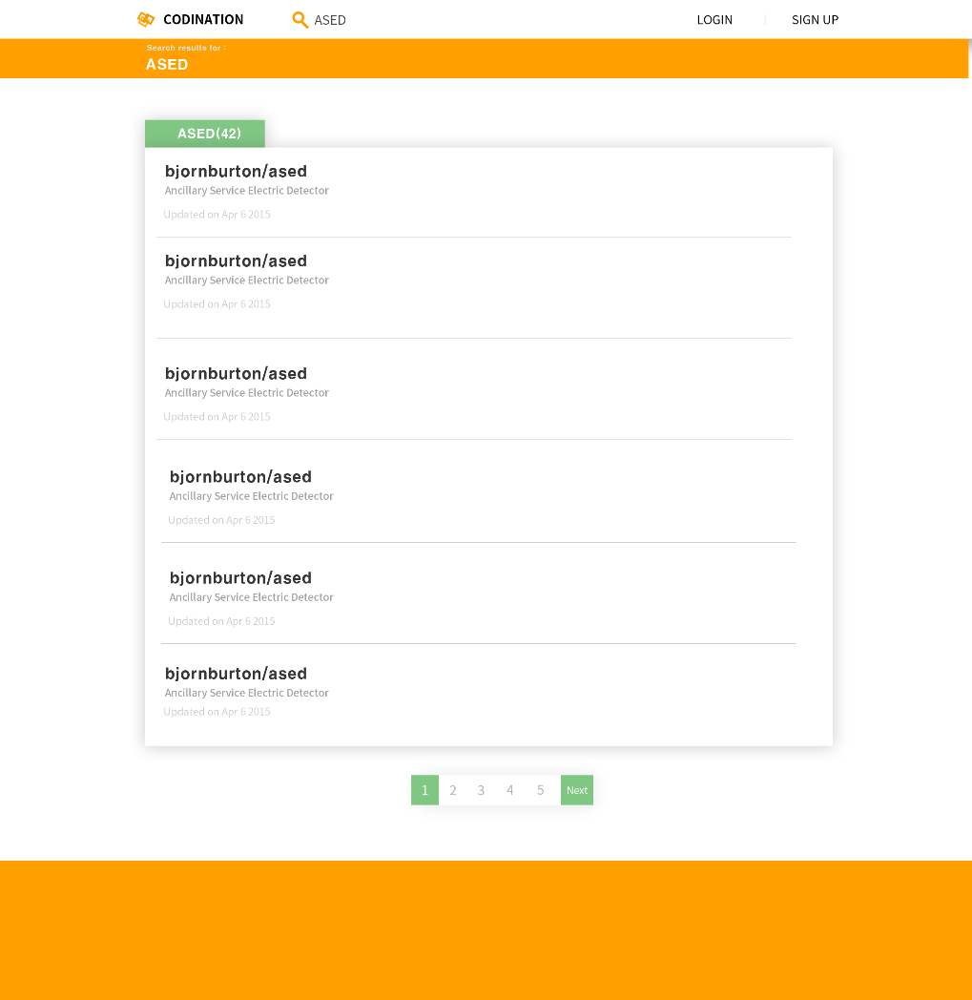 CODINATION
ASED
LOGIN
SIGN UP
Search results for :
ASED
ASED(42)
bjornburton/ased
Ancillary Service Electric Detector
Updated on Apr 6 2015
bjornburton/ased
Ancillary Service Electric Detector
Updated on Apr 6 2015
bjornburton/ased
Ancillary Service Electric Detector
Updated on Apr 6 2015
bjornburton/ased
Ancillary Service Electric Detector
Updated on Apr 6 2015
bjornburton/ased
Ancillary Service Electric Detector
Updated on Apr 6 2015
bjornburton/ased
Ancillary Service Electric Detector
Updated on Apr 6 2015
1 2 3 4 5 Next